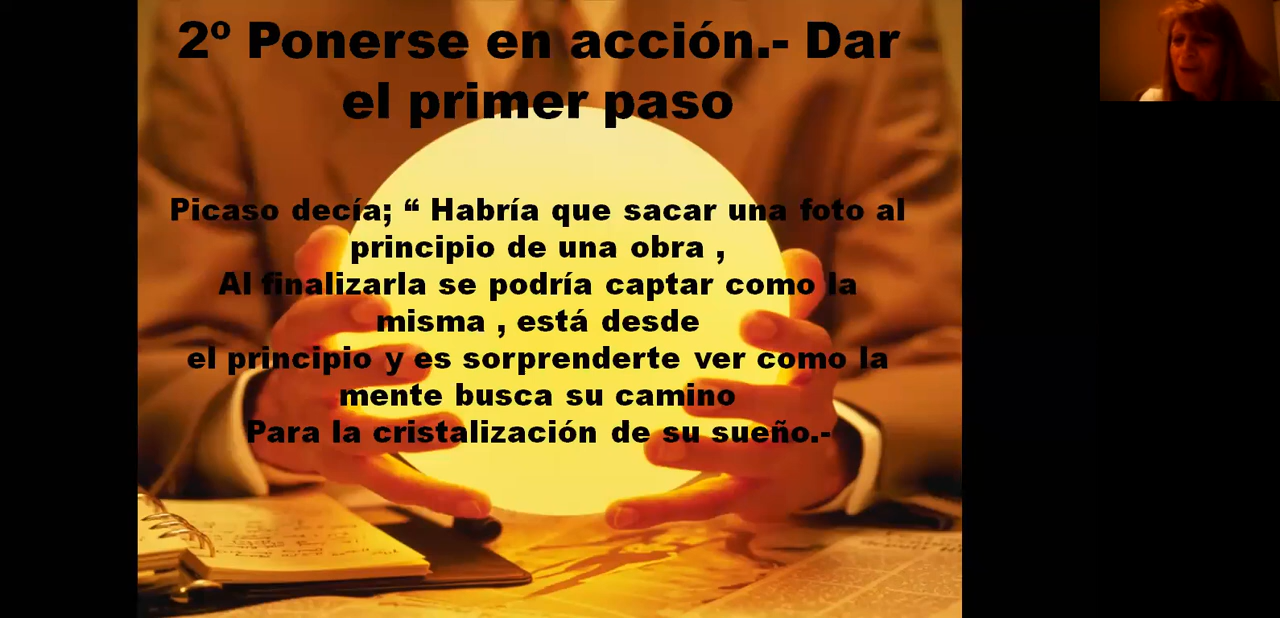 2º Ponerse en acción.- Dar
el primer paso
Picaso decía; “ Habría que sacar una foto al
principio de una obra ,
Al finalizarla se podría captar como la
misma , está desde
el principio y es sorprenderte ver como la
mente busca su camino
Para la cristalización de su sueño.-